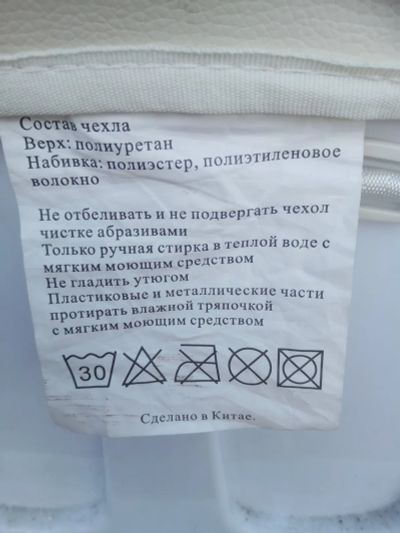 Состав чехла
Верх: полиуретан
Набивка: полиэстер, полиэтиленовое
волокно
Не отбеливать и не подвергать чехол
чистке абразивами
Только ручная стирка в теплой воде с
мягким моющим средством
Не гладить утюгом
Пластиковые и металлические части
протирать влажной тряпочкой
с мягким моющим средством
30
Сделано в Китае.